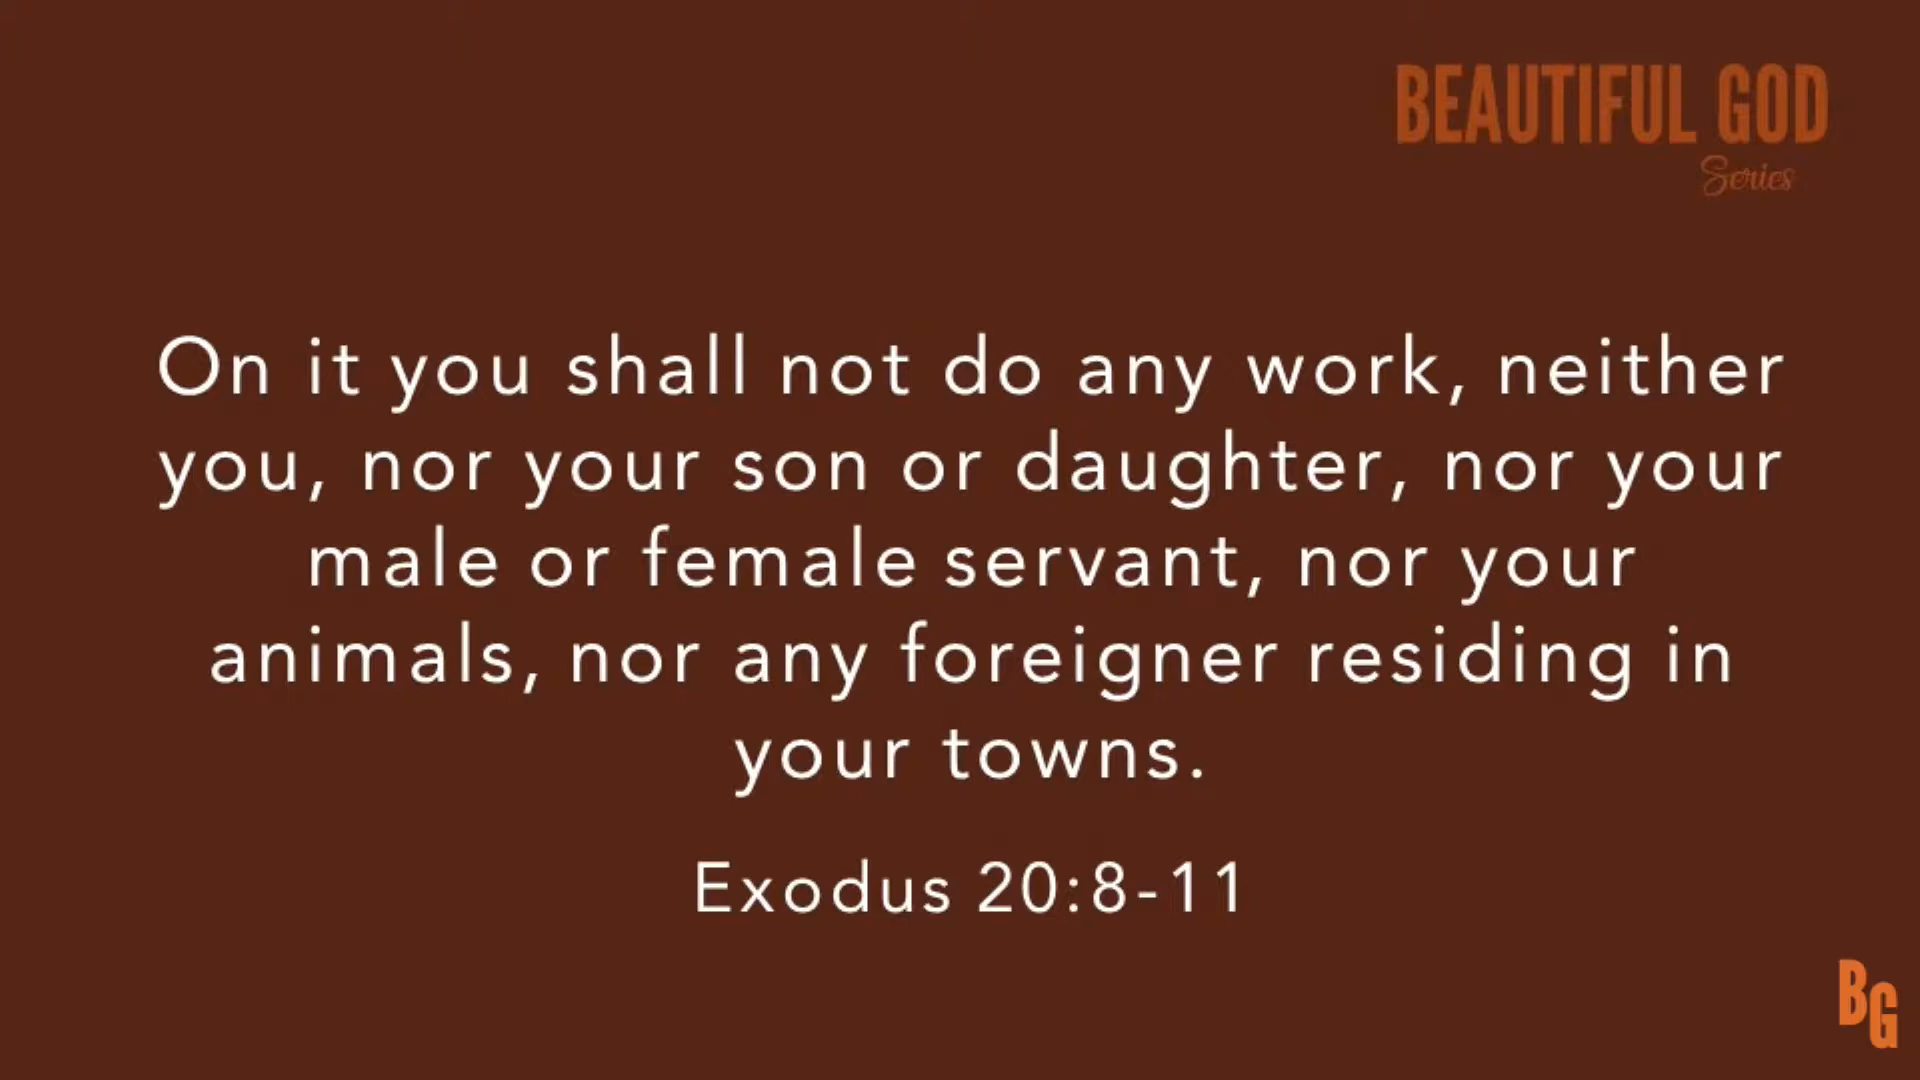 BEAUTIFUL GOD
Series
On it you shall not do any work, neither
you, nor your son or daughter, nor your
male or female servant, nor your
animals, nor any foreigner residing in
your towns.
Exodus 20:8-11
BG